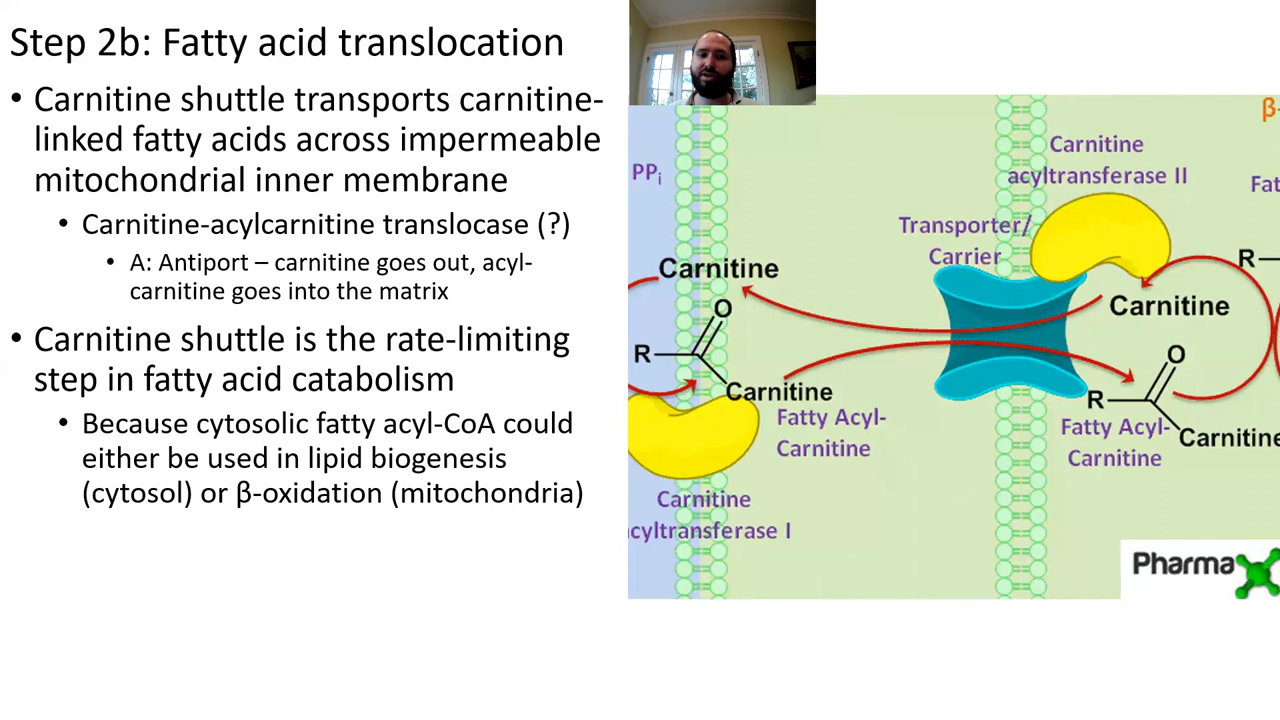 Step 2b: Fatty acid translocation
• Carnitine shuttle transports carnitine-
linked fatty acids across impermeable
mitochondrial inner membrane
• Carnitine-acylcarnitine translocase (?)
• A: Antiport – carnitine goes out, acyl-
carnitine goes into the matrix
• Carnitine shuttle is the rate-limiting
step in fatty acid catabolism
• Because cytosolic fatty acyl-CoA could
either be used in lipid biogenesis
(cytosol) or β-oxidation (mitochondria)
β-
Carnitine
acyltransferase II
PPi
Fat
Transporter/
Carrier
Carnitine
R
Carnitine
O
R
Carnitine
Fatty Acyl-
Carnitine
O
R
Fatty Acyl-
Carnitine
Carnitine
Carnitine
cyltransferase I
Pharma